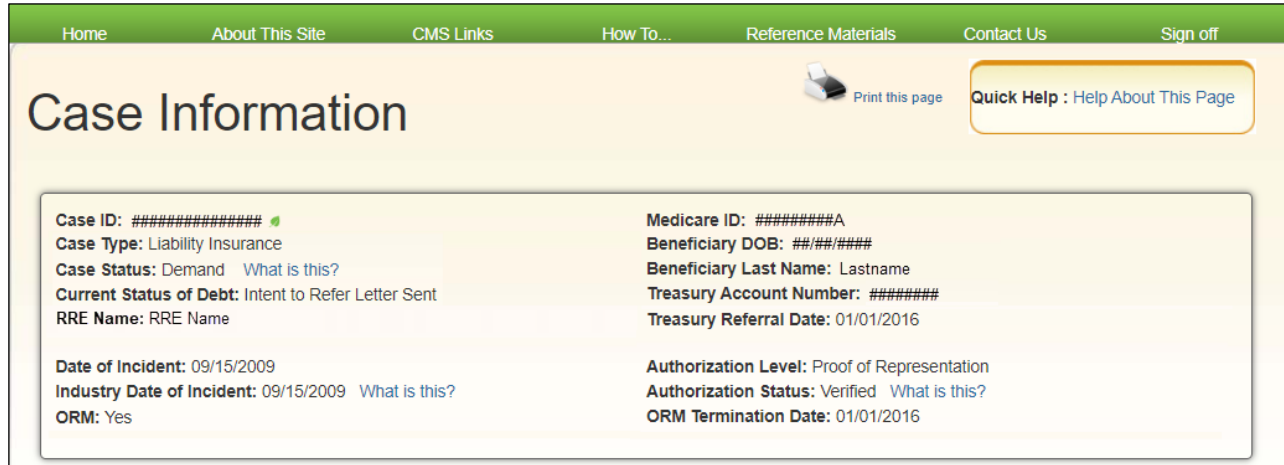 Home About This Site CMS Links How To... Reference Materials Contact Us Sign off
Print this page
Quick Help : Help About This Page
Case Information
Case ID: ###############
Case Type: Liability Insurance
Case Status: Demand What is this?
Current Status of Debt: Intent to Refer Letter Sent
RRE Name: RRE Name
Date of Incident: 09/15/2009
Industry Date of Incident: 09/15/2009 What is this?
ORM: Yes
Medicare ID: #########A
Beneficiary DOB: ##/##/####
Beneficiary Last Name: Lastname
Treasury Account Number: ########
Treasury Referral Date: 01/01/2016
Authorization Level: Proof of Representation
Authorization Status: Verified What is this?
ORM Termination Date: 01/01/2016